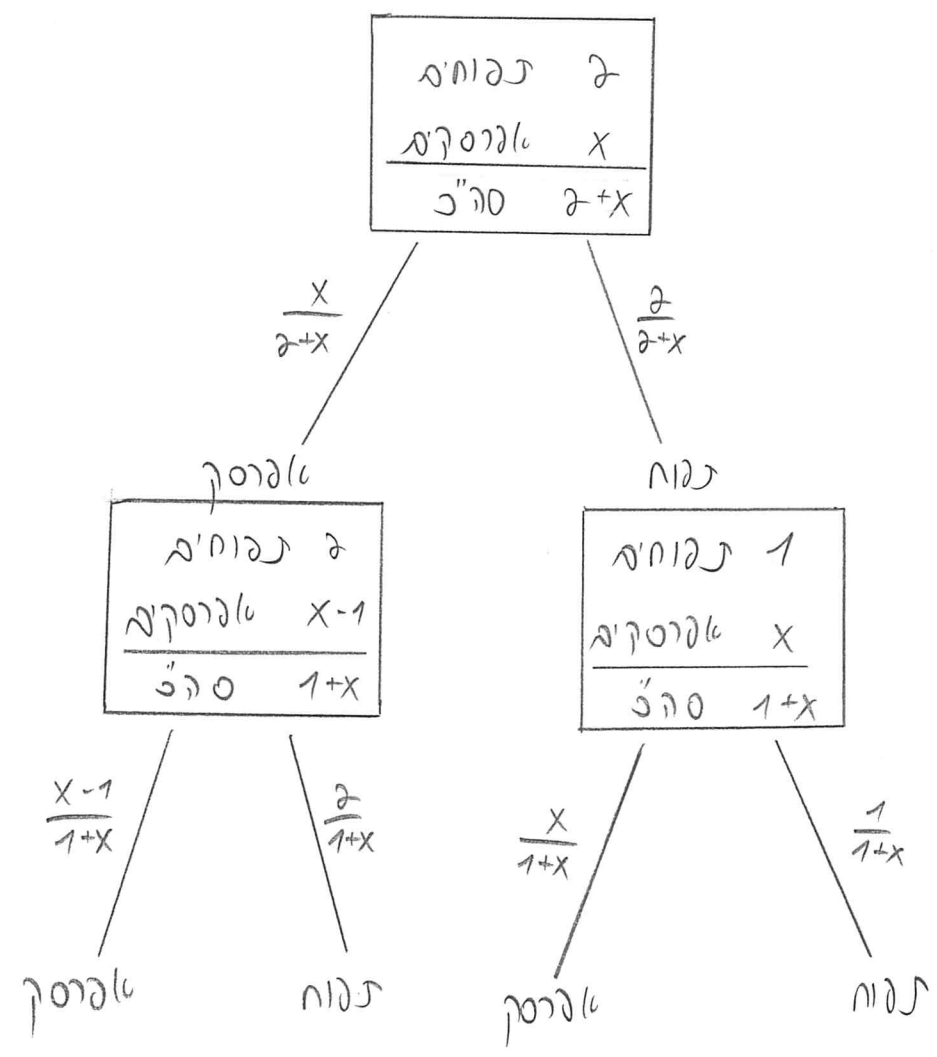 תפוחים 2
אפרסקים x
סה"כ 2+x
x/2+x
2/2+x
אפרסק
תפוח
תפוחים 2
אפרסקים x-1
סה"כ 1+x
תפוחים 1
אפרסקים x
סה"כ 1+x
x-1/1+x
2/1+x
x/1+x
1/1+x
אפרסק
תפוח
אפרסק
תפוח